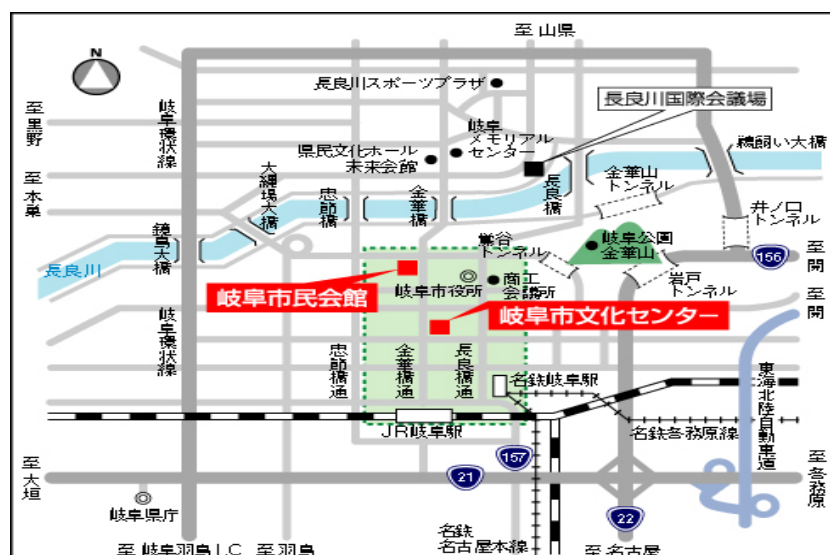 至 山県
N
長良川スポーツプラザ
長良川国際会議場
至黒野
岐阜環状線
岐阜
メモリアル
センター
県民文化ホール
未来会館
鵜飼い大橋
至本巣
大縄場大橋
忠節橋
金華橋
長良橋
金華山
トンネル
井ノ口
トンネル
鏡島大橋
長良川
鶯谷
トンネル
岐阜公園
金華山
156
至関
岐阜市民会館
岐阜市役所
商工
会議所
岩戸
トンネル
至関
岐阜市文化センター
岐阜環状線
忠節橋通
金華橋通
長良橋通
名鉄岐阜駅
東海北陸自動車道
JR岐阜駅
名鉄各務原線
157
至大垣
21
至各務原
岐阜県庁
22
至 岐阜羽島I.C
至 羽島
名鉄
名古屋本線
至 名古屋